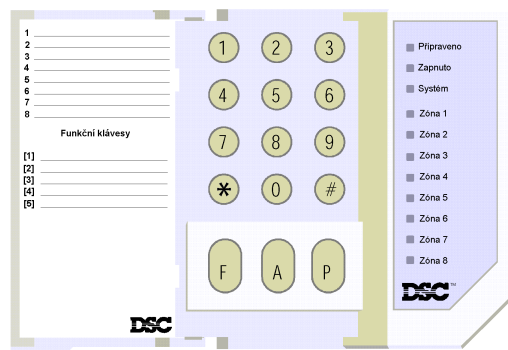 1
2
3
4
5
6
7
8
Funkční klávesy
[1]
[2]
[3]
[4]
[5]
DSC
1 2 3
4 5 6
7 8 9
* 0 #
F A P
Připraveno
Zapnuto
Systém
Zóna 1
Zóna 2
Zóna 3
Zóna 4
Zóna 5
Zóna 6
Zóna 7
Zóna 8
DSC™